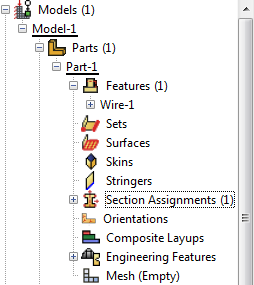 Models (1)
Model-1
Parts (1)
Part-1
Features (1)
Wire-1
Sets
Surfaces
Skins
Stringers
Section Assignments (1)
Orientations
Composite Layups
Engineering Features
Mesh (Empty)